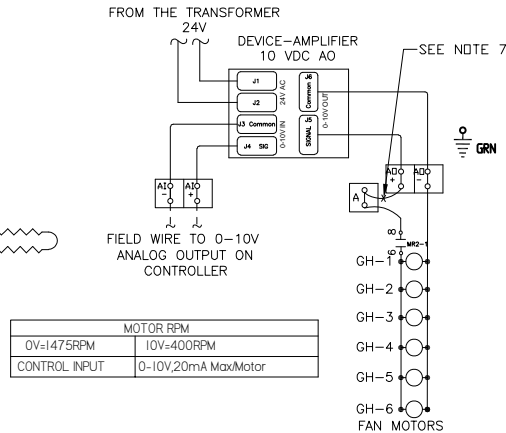 FROM THE TRANSFORMER
24V
DEVICE-AMPLIFIER
10 VDC AO
SEE NOTE 7
J1
J2
24V AC
J3 Common
J4 SIG
0-10V IN
Common J6
SIGNAL J5
0-10V OUT
GRN
AI
-
AI
+
AO
+
AO
-
A
X
FIELD WIRE TO 0-10V
ANALOG OUTPUT ON
CONTROLLER
8
MR2-1
6
GH-1
GH-2
GH-3
GH-4
GH-5
GH-6
FAN MOTORS
MOTOR RPM
0V=1475RPM 10V=400RPM
CONTROL INPUT 0-10V,20mA Max/Motor